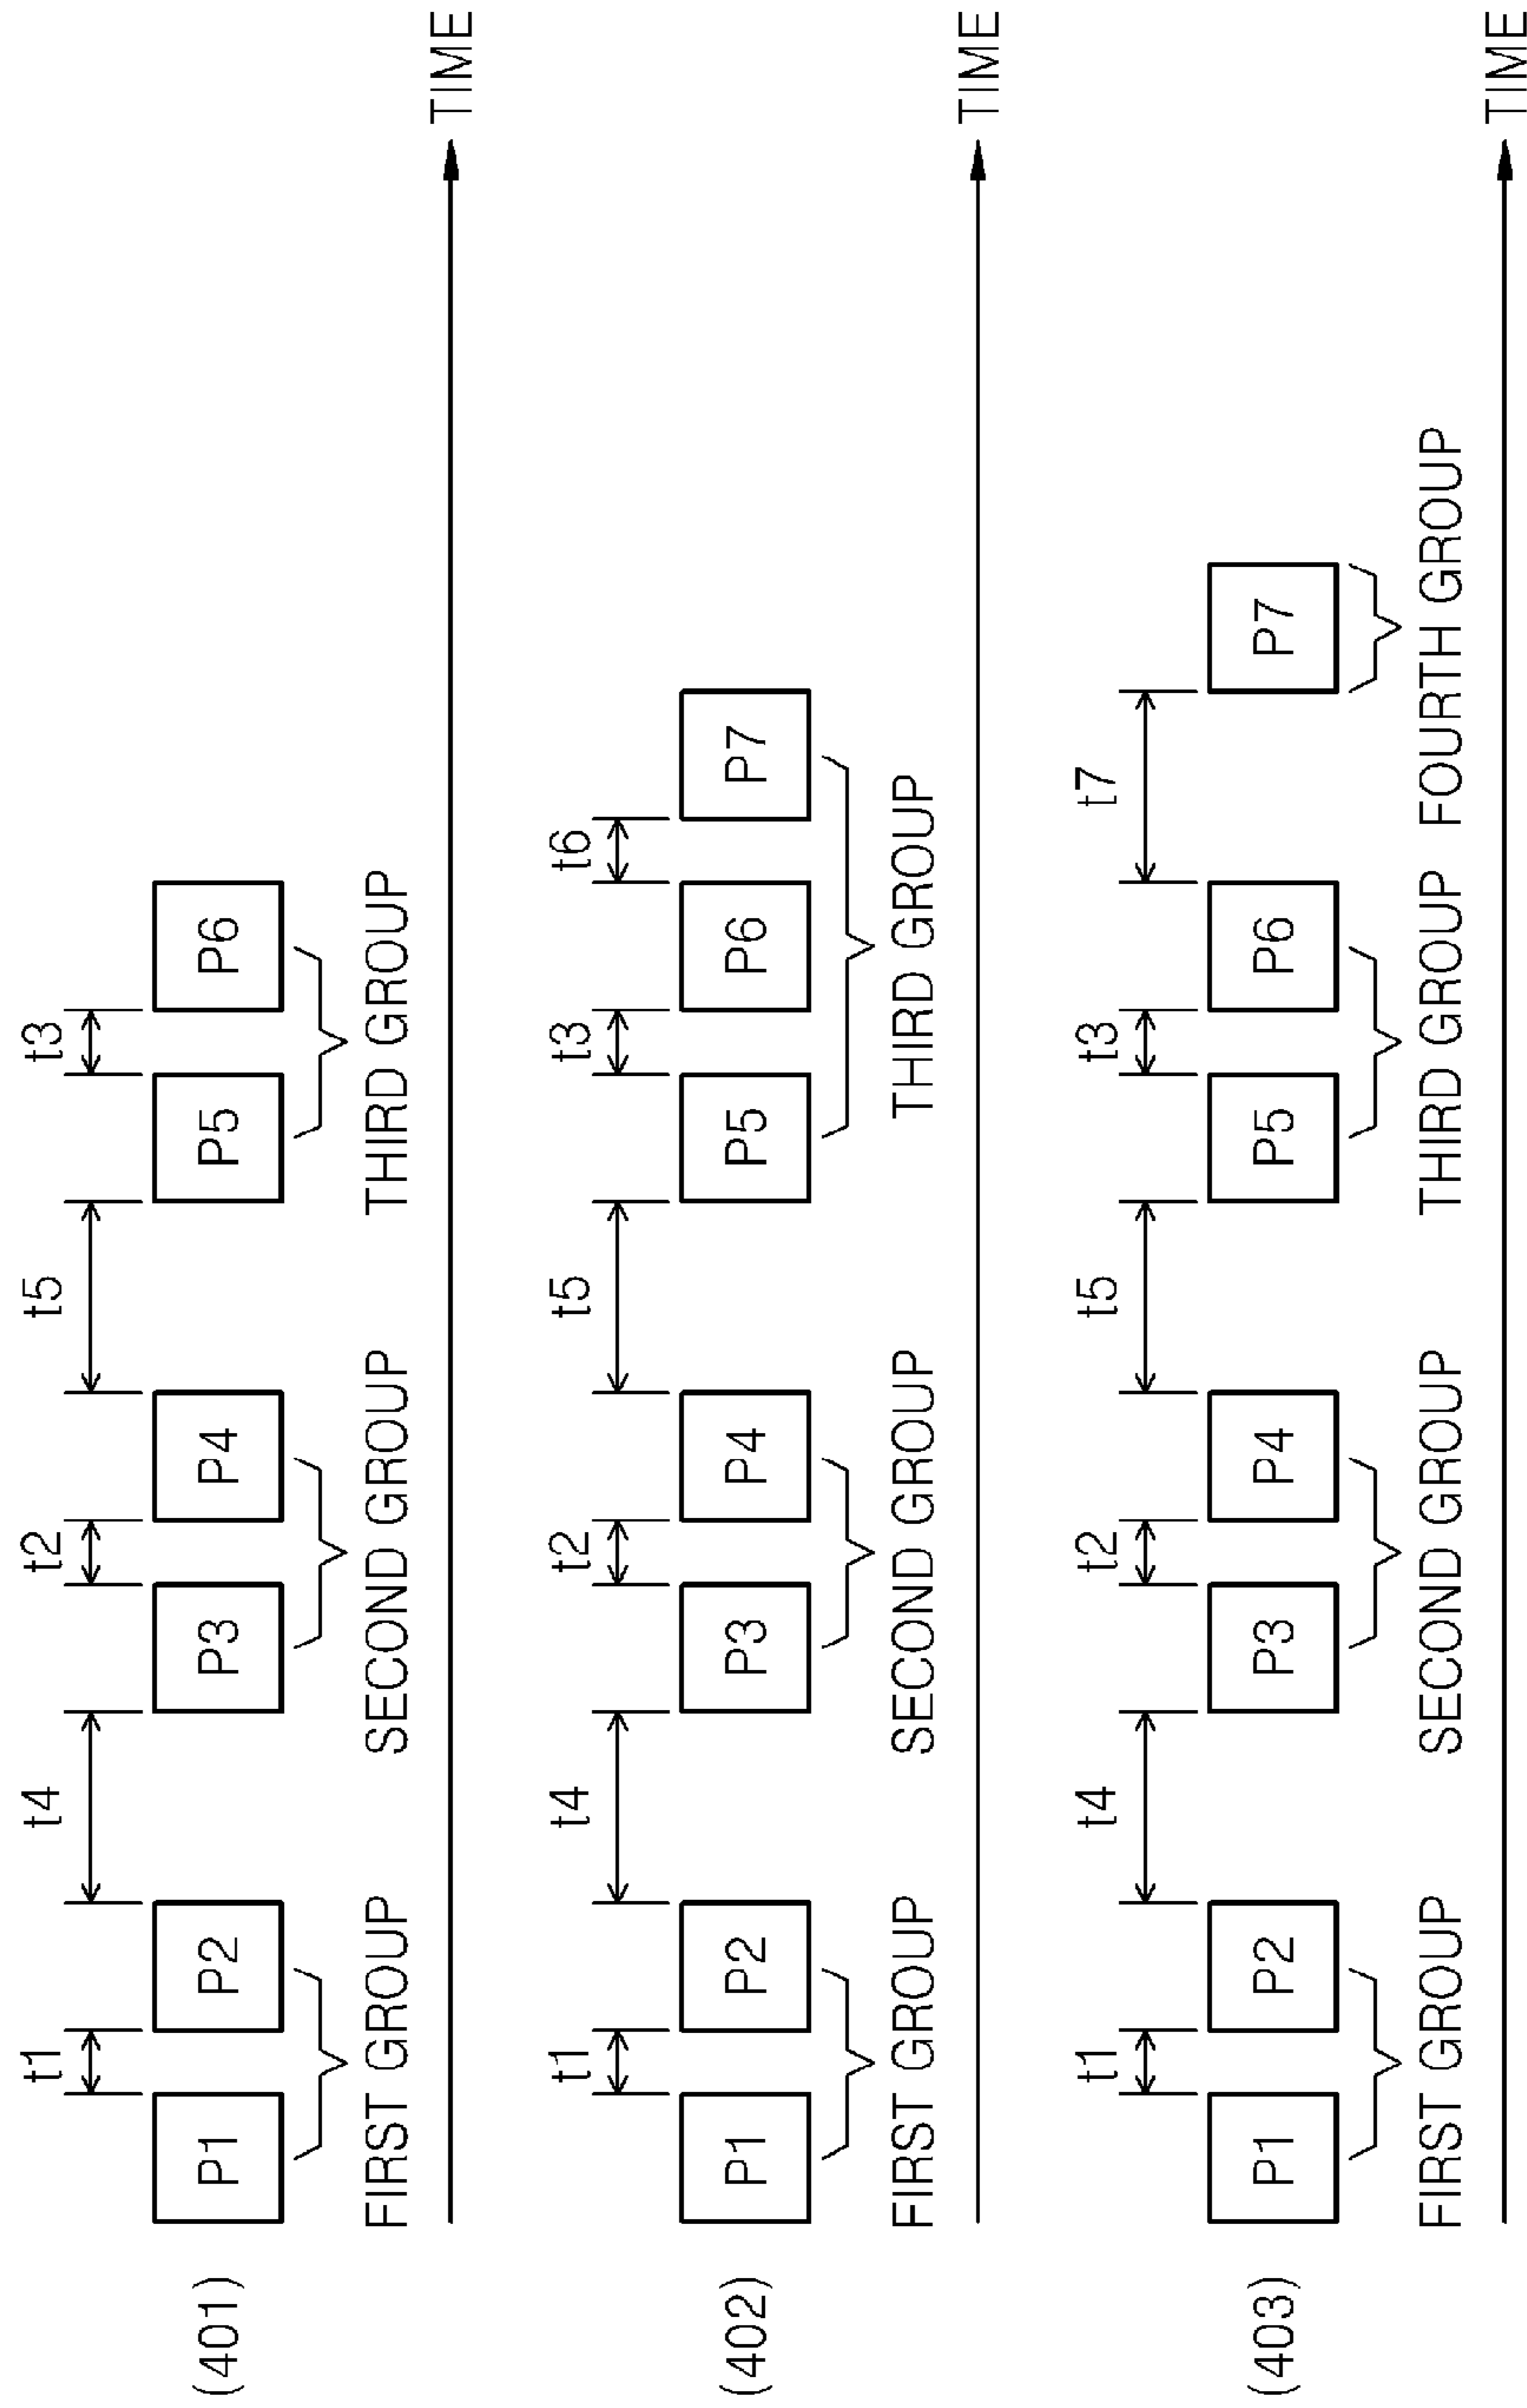 t1 t4 t2 t5 t3
(401) P1 P2 P3 P4 P5 P6
FIRST GROUP SECOND GROUP THIRD GROUP
TIME
t1 t4 t2 t5 t3 t6
(402) P1 P2 P3 P4 P5 P6 P7
FIRST GROUP SECOND GROUP THIRD GROUP
TIME
t1 t4 t2 t5 t3 t7
(403) P1 P2 P3 P4 P5 P6 P7
FIRST GROUP SECOND GROUP THIRD GROUP FOURTH GROUP
TIME